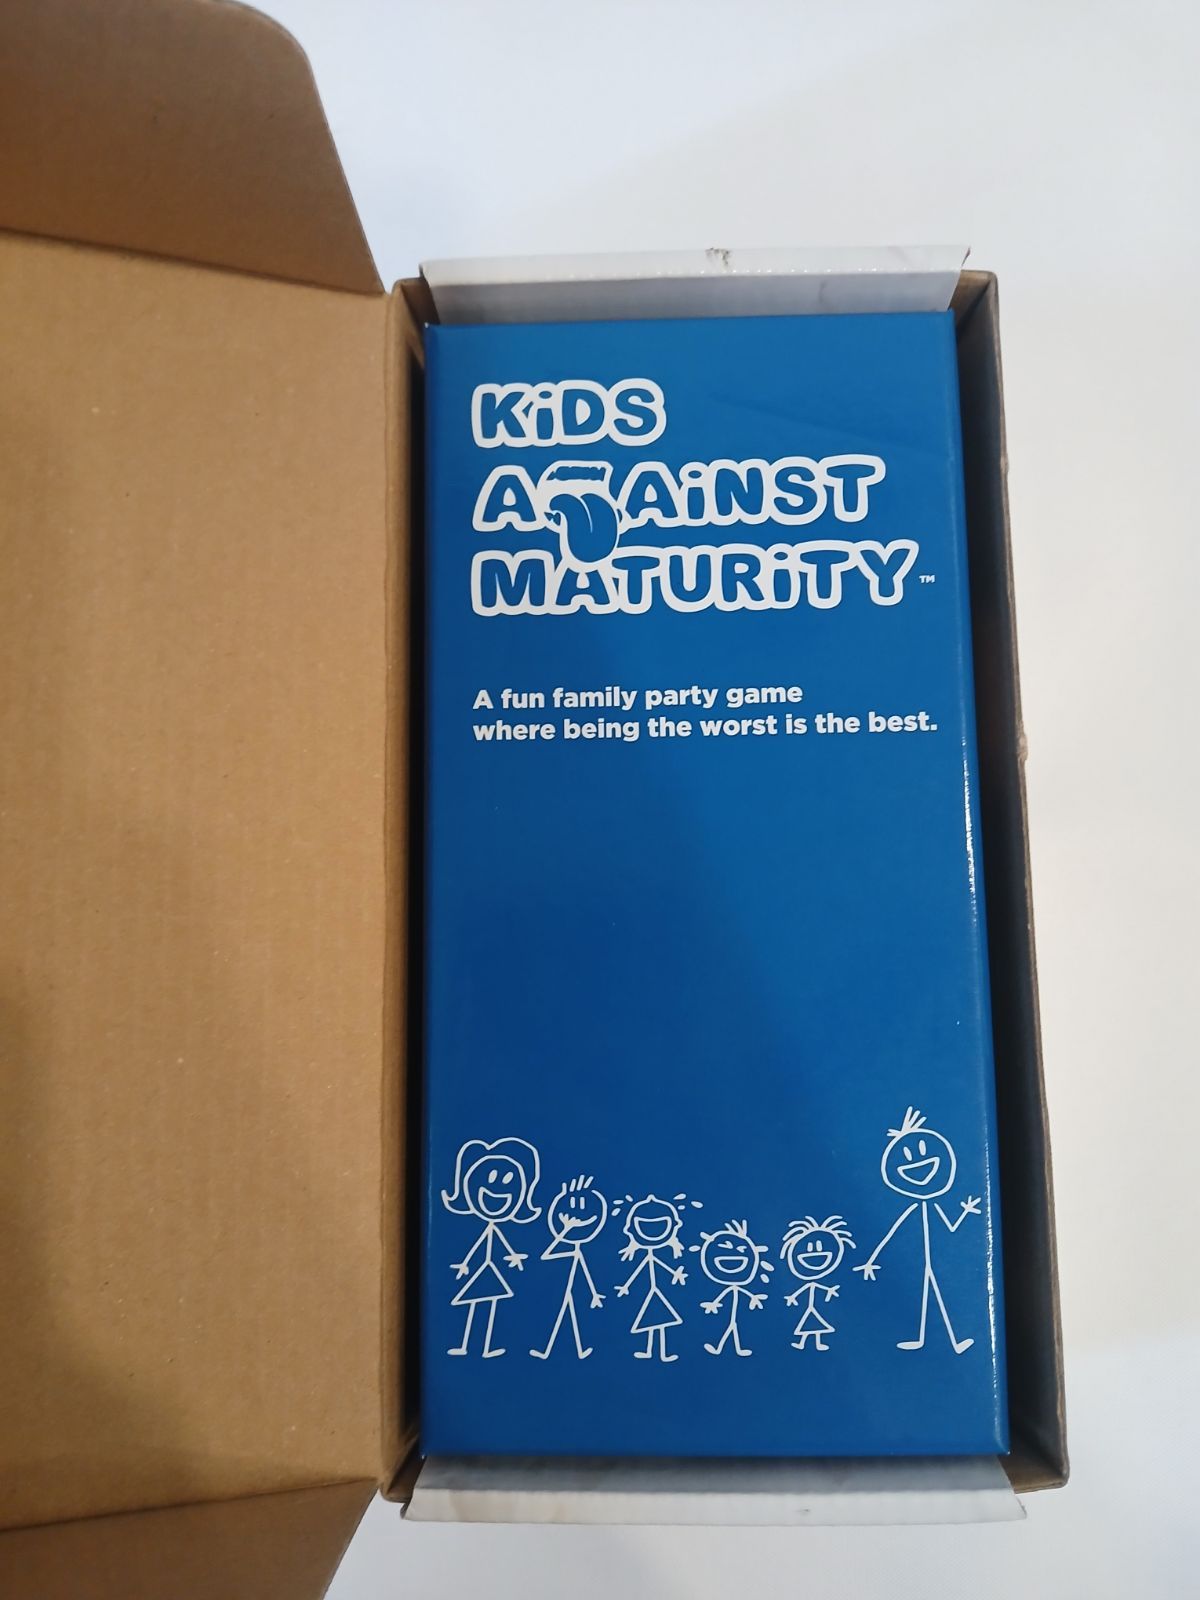 KiDS
AGAiNST
MATURiTY™
A fun family party game
where being the worst is the best.